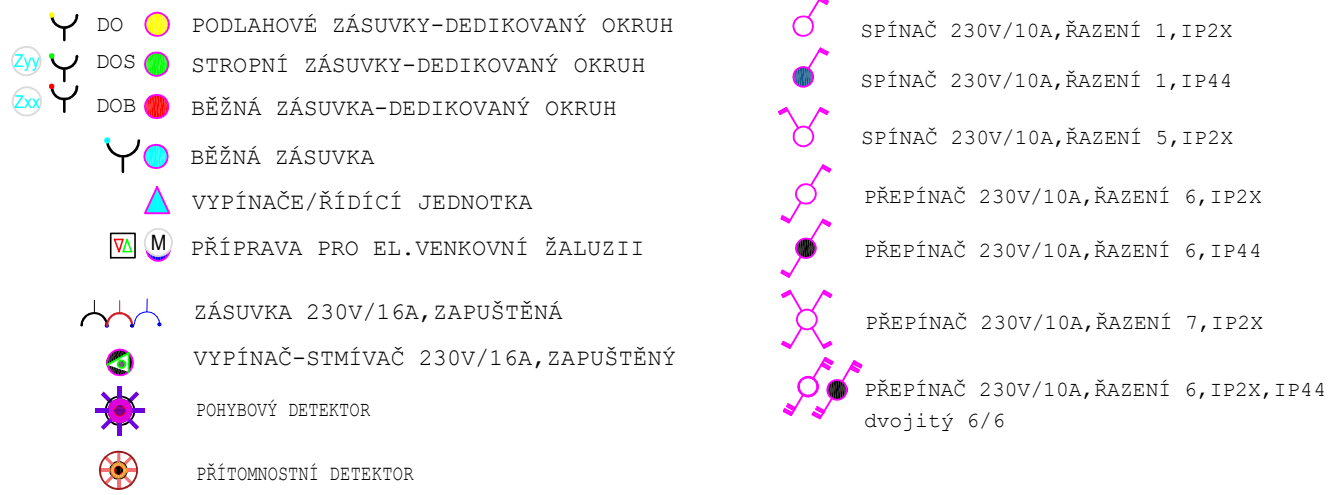 DO PODLAHOVÉ ZÁSUVKY-DEDIKOVANÝ OKRUH
Zyy DOS STROPNÍ ZÁSUVKY-DEDIKOVANÝ OKRUH
Zxx DOB BĚŽNÁ ZÁSUVKA-DEDIKOVANÝ OKRUH
BĚŽNÁ ZÁSUVKA
VYPÍNAČE/ŘÍDÍCÍ JEDNOTKA
M PŘÍPRAVA PRO EL.VENKOVNÍ ŽALUZII
ZÁSUVKA 230V/16A,ZAPUŠTĚNÁ
VYPÍNAČ-STMÍVAČ 230V/16A,ZAPUŠTĚNÝ
POHYBOVÝ DETEKTOR
PŘÍTOMNOSTNÍ DETEKTOR
SPÍNAČ 230V/10A,ŘAZENÍ 1,IP2X
SPÍNAČ 230V/10A,ŘAZENÍ 1,IP44
SPÍNAČ 230V/10A,ŘAZENÍ 5,IP2X
PŘEPÍNAČ 230V/10A,ŘAZENÍ 6,IP2X
PŘEPÍNAČ 230V/10A,ŘAZENÍ 6,IP44
PŘEPÍNAČ 230V/10A,ŘAZENÍ 7,IP2X
PŘEPÍNAČ 230V/10A,ŘAZENÍ 6,IP2X,IP44
dvojitý 6/6